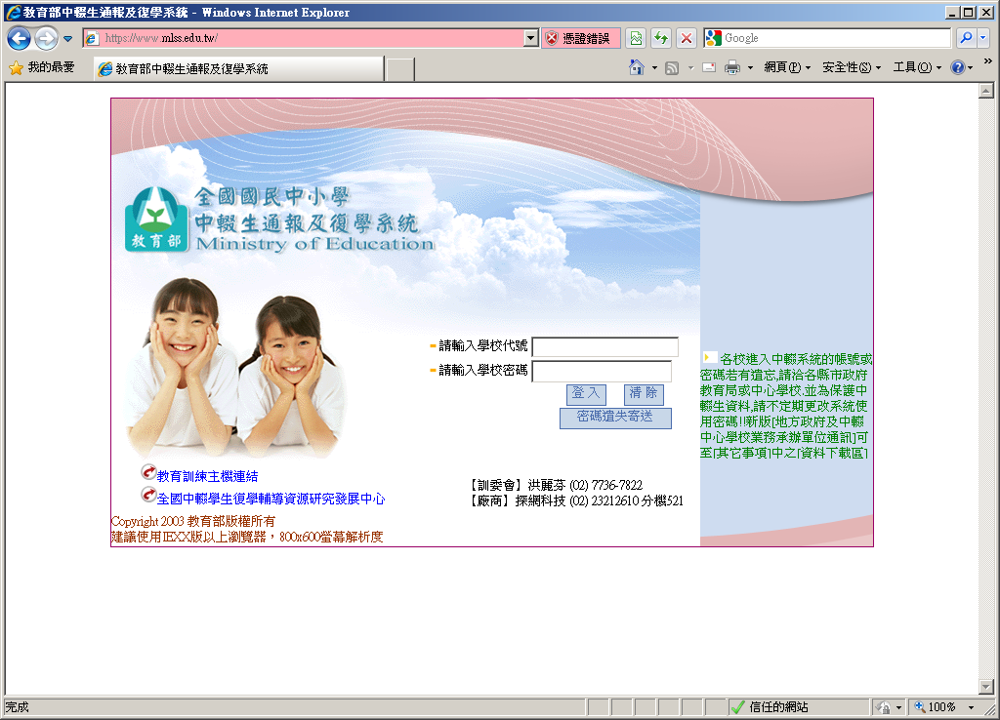 教育部中輟生通報及復學系統 - Windows Internet Explorer
https://www.mlss.edu.tw/
憑證錯誤
Google
我的最愛
教育部中輟生通報及復學系統
網頁(P)
安全性(S)
工具(O)
»
全國國民中小學
中輟生通報及復學系統
Ministry of Education
教育部
請輸入學校代號
請輸入學校密碼
登 入
清 除
密碼遺失寄送
各校進入中輟系統的帳號或
密碼若有遺忘,請洽各縣市政府
教育局或中心學校.並為保護中
輟生資料,請不定期更改系統使
用密碼!!新版[地方政府及中輟
中心學校業務承辦單位通訊]可
至[其它事項]中之[資料下載區]
教育訓練主機連結
全國中輟學生復學輔導資源研究發展中心
【訓委會】洪麗芬 (02) 7736-7822
【廠商】探網科技 (02) 23212610 分機521
Copyright 2003 教育部版權所有
建議使用IEXX版以上瀏覽器，800x600螢幕解析度
完成
信任的網站
100%